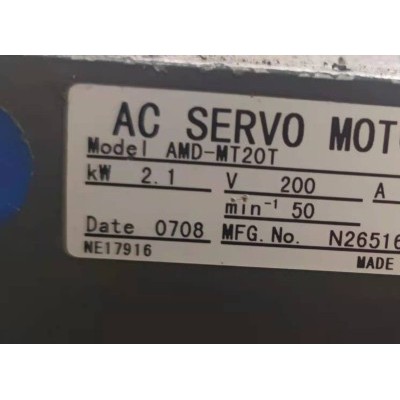 AC SERVO MOT
Model AMD-MT20T
kW 2.1 V 200 A
min⁻¹ 50
Date 0708 MFG.No. N26516
NE17916 MADE